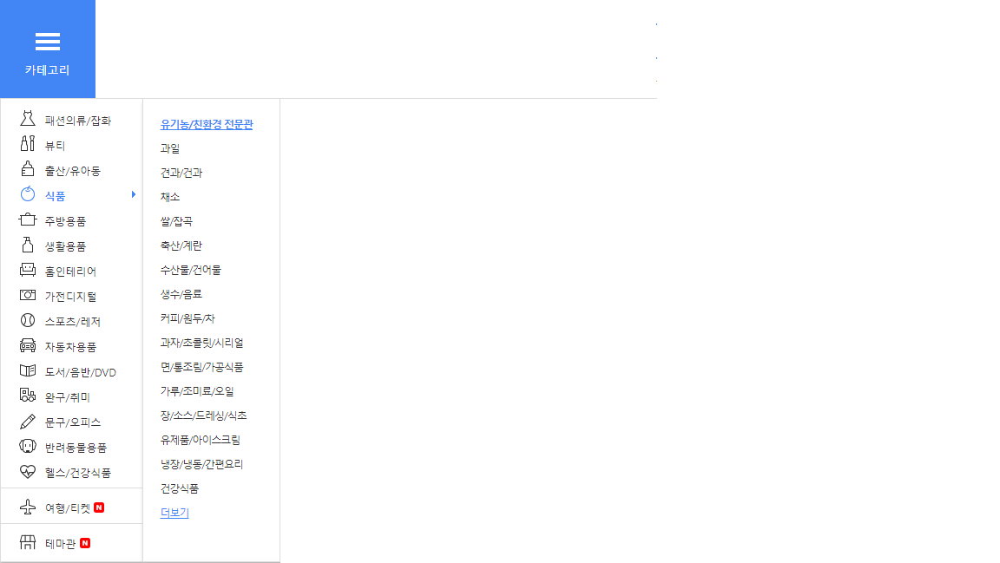 카테고리
패션의류/잡화
뷰티
출산/유아동
식품
주방용품
생활용품
홈인테리어
가전디지털
스포츠/레저
자동차용품
도서/음반/DVD
완구/취미
문구/오피스
반려동물용품
헬스/건강식품
여행/티켓 N
테마관 N
유기농/친환경 전문관
과일
견과/건과
채소
쌀/잡곡
축산/계란
수산물/건어물
생수/음료
커피/원두/차
과자/초콜릿/시리얼
면/통조림/가공식품
가루/조미료/오일
장/소스/드레싱/식초
유제품/아이스크림
냉장/냉동/간편요리
건강식품
더보기